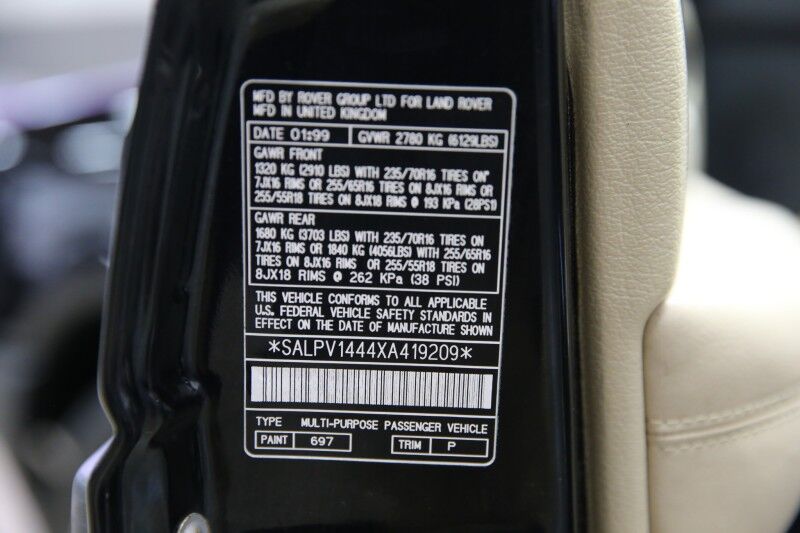 MFD BY ROVER GROUP LTD FOR LAND ROVER
MFD IN UNITED KINGDOM
DATE 01:99 GVWR 2780 KG (6129LBS)
GAWR FRONT
1320 KG (2910 LBS) WITH 235/70R16 TIRES ON"
7JX16 RIMS OR 255/65R16 TIRES ON 8JX16 RIMS OR
255/55R18 TIRES ON 8JX18 RIMS @ 193 KPa (28PSI)
GAWR REAR
1680 KG (3703 LBS) WITH 235/70R16 TIRES ON
7JX16 RIMS OR 1840 KG (4056LBS) WITH 255/65R16
TIRES ON 8JX16 RIMS OR 255/55R18 TIRES ON
8JX18 RIMS @ 262 KPa (38 PSI)
THIS VEHICLE CONFORMS TO ALL APPLICABLE
U.S. FEDERAL VEHICLE SAFETY STANDARDS IN
EFFECT ON THE DATE OF MANUFACTURE SHOWN
*SALPV1444XA419209*
TYPE MULTI-PURPOSE PASSENGER VEHICLE
PAINT 697 TRIM P